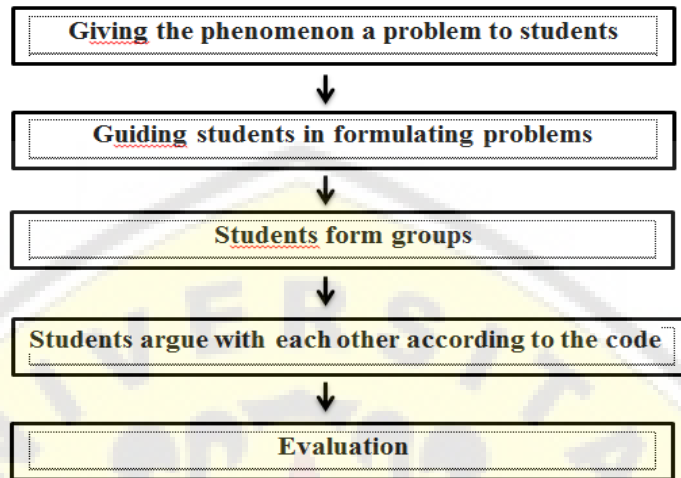 Giving the phenomenon a problem to students
Guiding students in formulating problems
Students form groups
Students argue with each other according to the code
Evaluation